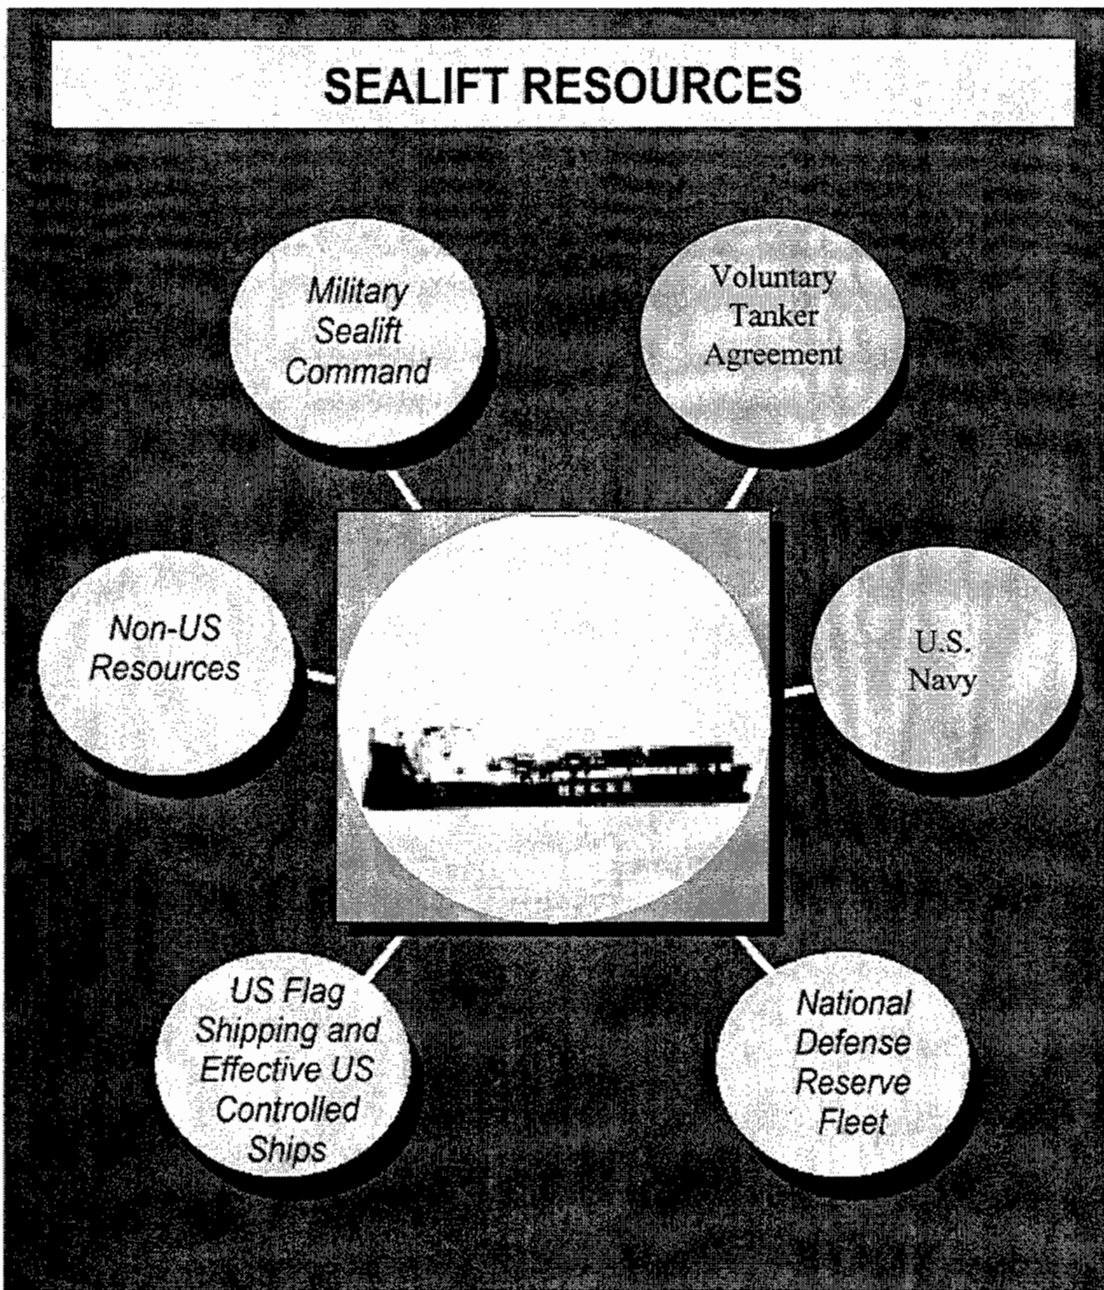 SEALIFT RESOURCES
Military
Sealift
Command
Voluntary
Tanker
Agreement
Non-US
Resources
U.S.
Navy
US Flag
Shipping and
Effective US
Controlled
Ships
National
Defense
Reserve
Fleet